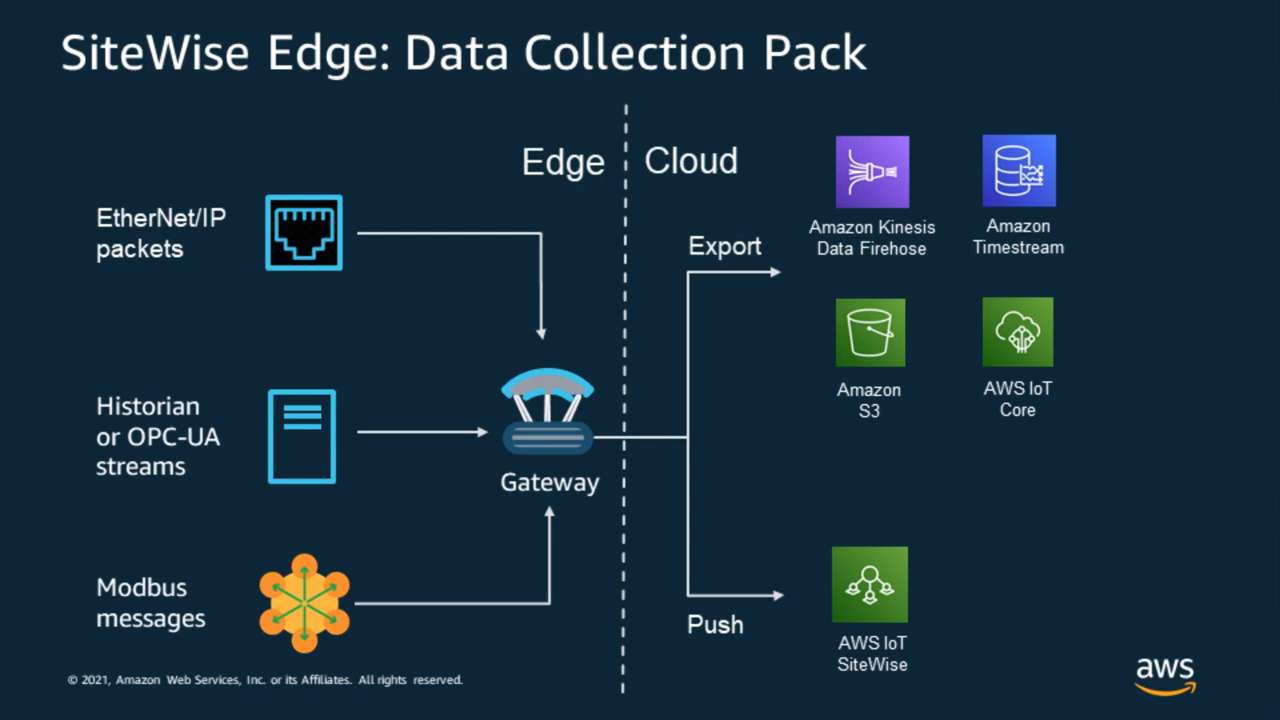 SiteWise Edge: Data Collection Pack
Edge
Cloud
EtherNet/IP
packets
Historian
or OPC-UA
streams
Modbus
messages
Gateway
Export
Push
Amazon Kinesis
Data Firehose
Amazon
Timestream
Amazon
S3
AWS IoT
Core
AWS IoT
SiteWise
© 2021, Amazon Web Services, Inc. or its Affiliates. All rights reserved.
aws